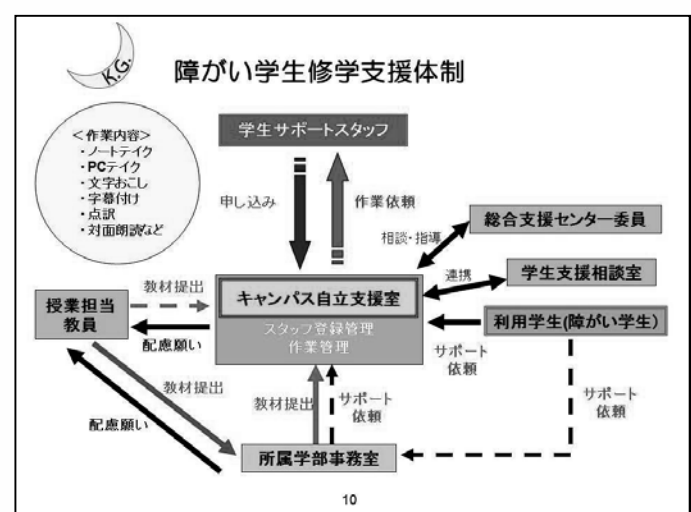 K.G.
障がい学生修学支援体制
＜作業内容＞
・ノートテイク
・PCテイク
・文字おこし
・字幕付け
・点訳
・対面朗読など
学生サポートスタッフ
申し込み
作業依頼
相談・指導
総合支援センター委員
連携
学生支援相談室
教材提出
キャンパス自立支援室
スタッフ登録管理
作業管理
授業担当
教員
配慮願い
利用学生(障がい学生)
サポート
依頼
教材提出
配慮願い
教材提出
サポート
依頼
サポート
依頼
所属学部事務室
10